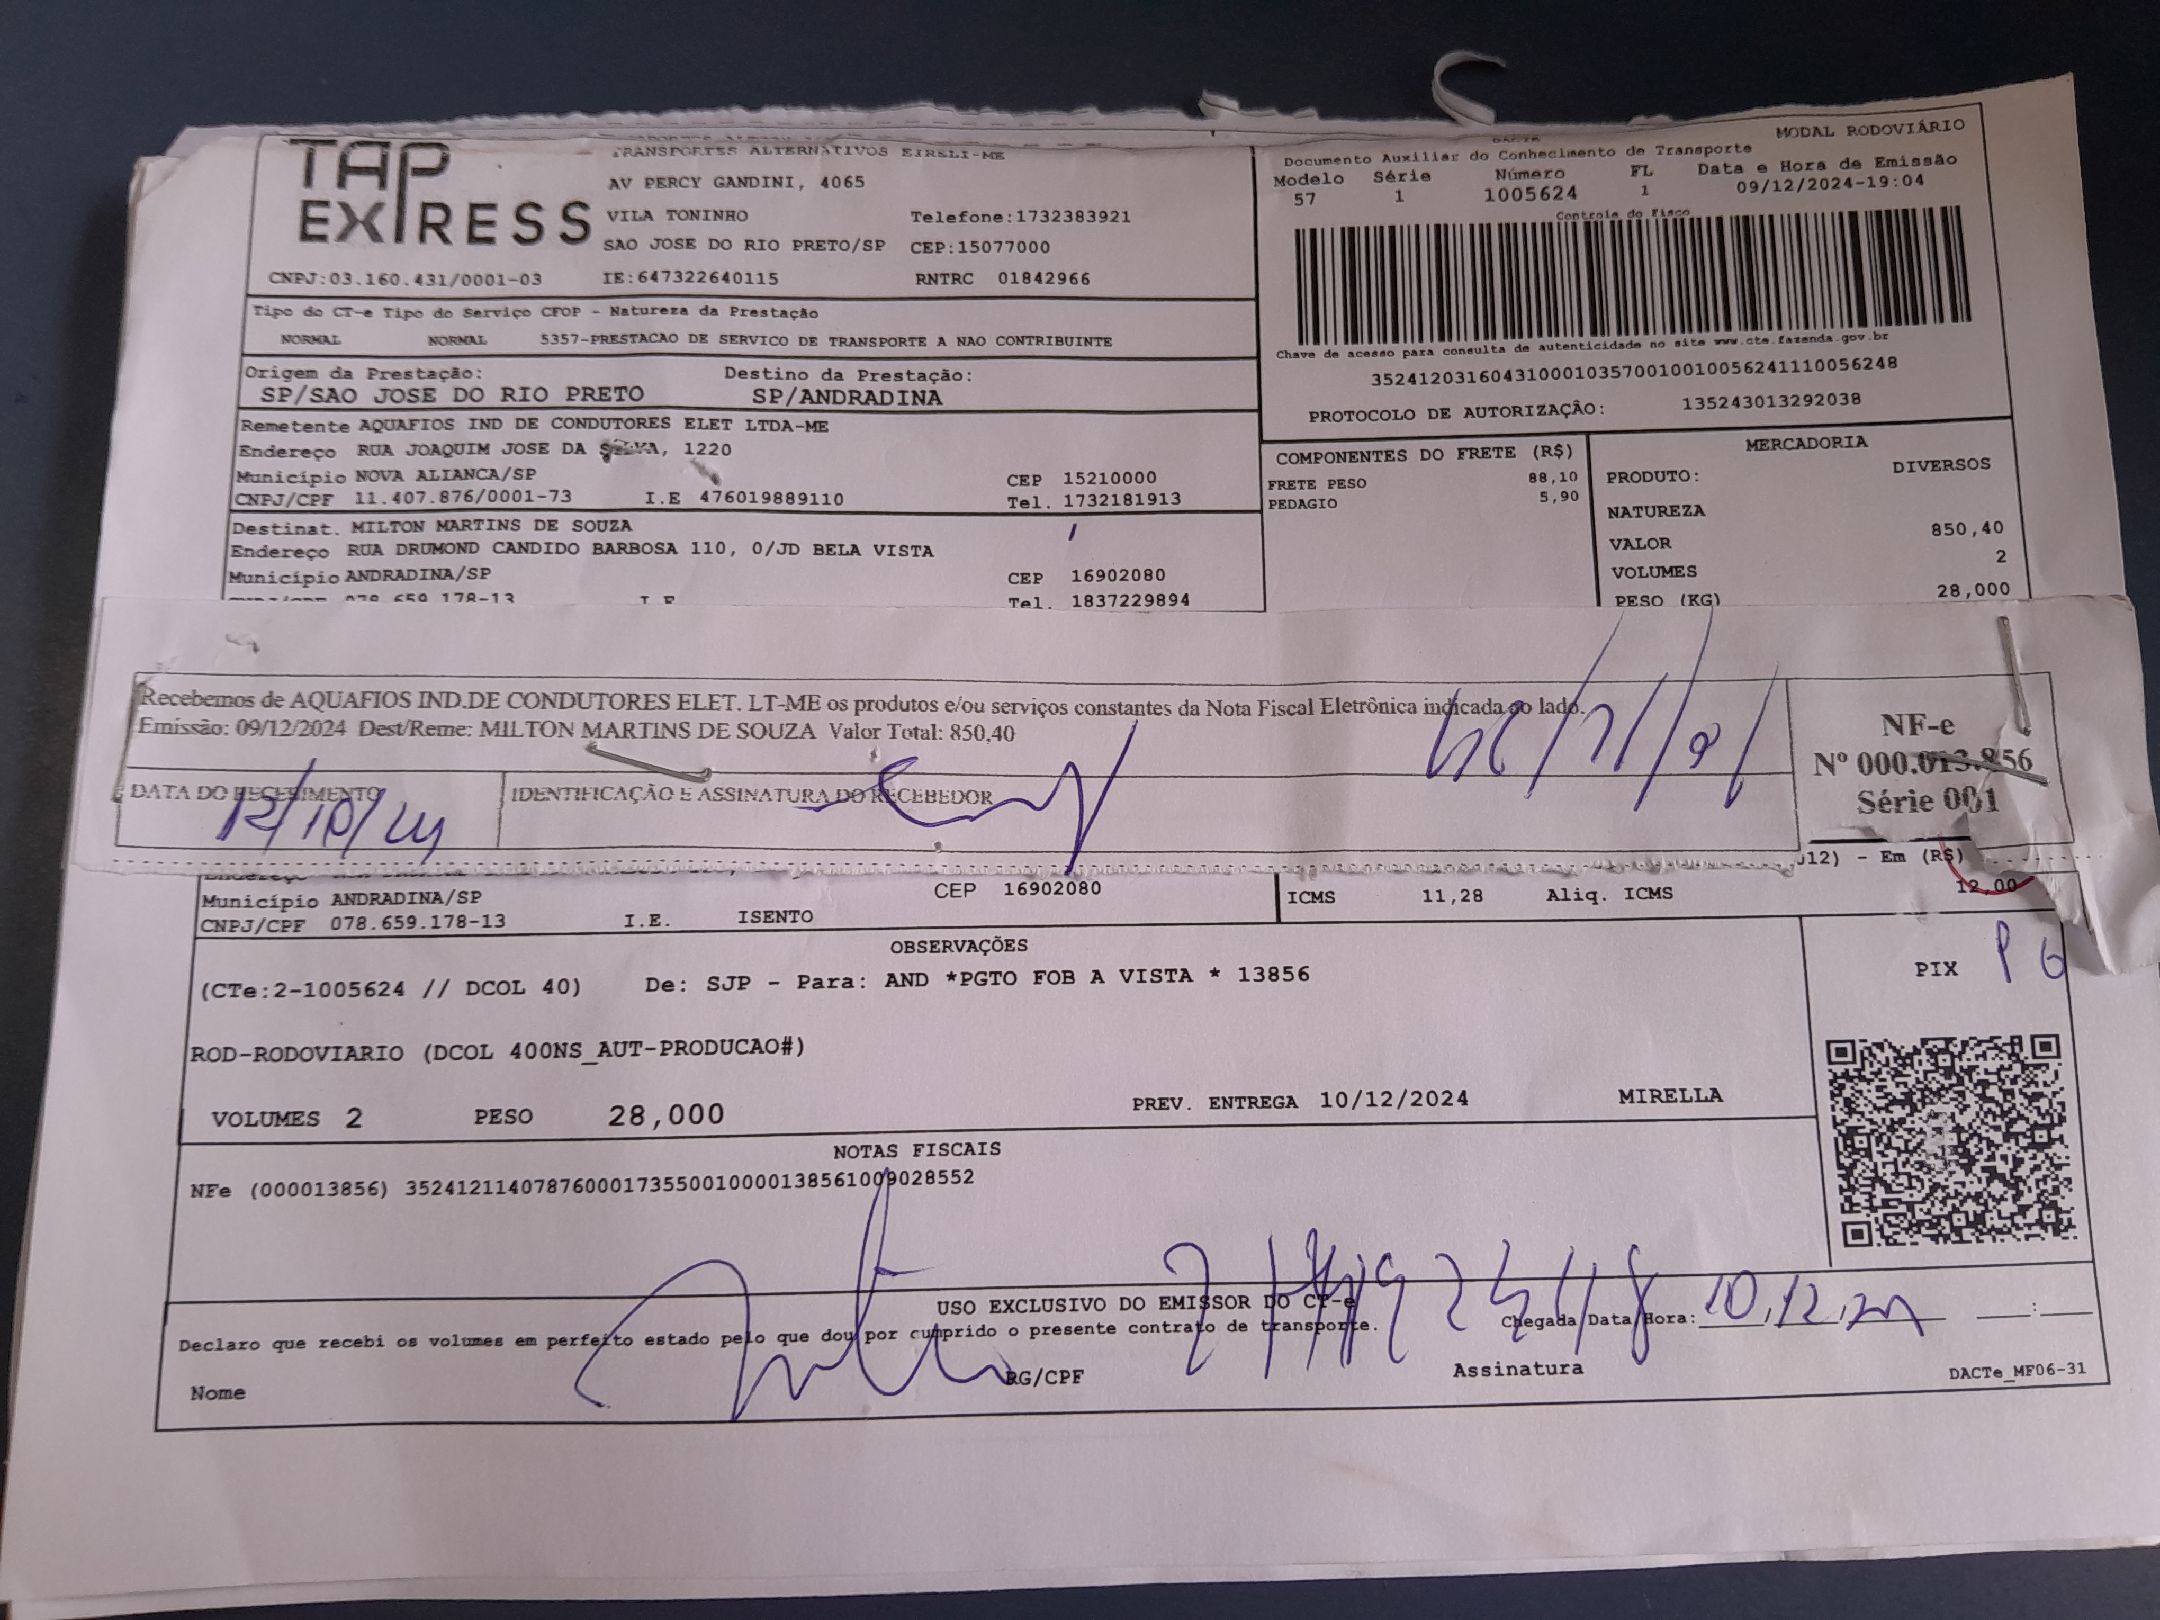 TAP EXPRESS
TRANSPORTES ALTERNATIVOS EIRELI-ME
AV PERCY GANDINI, 4065
VILA TONINHO Telefone:1732383921
SAO JOSE DO RIO PRETO/SP CEP:15077000
CNPJ:03.160.431/0001-03 IE:647322640115 RNTRC 01842966
MODAL RODOVIÁRIO
Documento Auxiliar do Conhecimento de Transporte
Modelo Série Número FL Data e Hora de Emissão
57 1 1005624 1 09/12/2024-19:04
Controle do Fisco
Chave de acesso para consulta de autenticidade no site www.cte.fazenda.gov.br
35241203160431000103570010010056241110056248
PROTOCOLO DE AUTORIZAÇÃO: 135243013292038
Tipo do CT-e Tipo do Serviço CFOP - Natureza da Prestação
NORMAL NORMAL 5357-PRESTACAO DE SERVICO DE TRANSPORTE A NAO CONTRIBUINTE
Origem da Prestação: Destino da Prestação:
SP/SAO JOSE DO RIO PRETO SP/ANDRADINA
Remetente AQUAFIOS IND DE CONDUTORES ELET LTDA-ME
Endereço RUA JOAQUIM JOSE DA SILVA, 1220
Município NOVA ALIANCA/SP CEP 15210000
CNPJ/CPF 11.407.876/0001-73 I.E 476019889110 Tel. 1732181913
Destinat. MILTON MARTINS DE SOUZA
Endereço RUA DRUMOND CANDIDO BARBOSA 110, 0/JD BELA VISTA
Município ANDRADINA/SP CEP 16902080
CNPJ/CPF 078.659.178-13 I.E Tel. 1837229894
COMPONENTES DO FRETE (R$)
FRETE PESO 88,10
PEDAGIO 5,90
MERCADORIA
PRODUTO: DIVERSOS
NATUREZA
VALOR 850,40
VOLUMES 2
PESO (KG) 28,000
Recebemos de AQUAFIOS IND.DE CONDUTORES ELET. LT-ME os produtos e/ou serviços constantes da Nota Fiscal Eletrônica indicada ao lado.
Emissão: 09/12/2024 Dest/Reme: MILTON MARTINS DE SOUZA Valor Total: 850,40
DATA DO RECEBIMENTO IDENTIFICAÇÃO E ASSINATURA DO RECEBEDOR
NF-e
Nº 000.013.856
Série 001
J12) - Em (R$)
Município ANDRADINA/SP CEP 16902080
CNPJ/CPF 078.659.178-13 I.E. ISENTO
ICMS 11,28 Aliq. ICMS 12,00
OBSERVAÇÕES
(CTe:2-1005624 // DCOL 40) De: SJP - Para: AND *PGTO FOB A VISTA * 13856
ROD-RODOVIARIO (DCOL 400NS_AUT-PRODUCAO#)
VOLUMES 2 PESO 28,000 PREV. ENTREGA 10/12/2024 MIRELLA
PIX PG
NOTAS FISCAIS
NFe (000013856) 35241211407876000173550010000138561009028552
USO EXCLUSIVO DO EMISSOR DO CT-e
Declaro que recebi os volumes em perfeito estado pelo que dou por cumprido o presente contrato de transporte. Chegada Data/Hora: 10,12,24 :
Nome RG/CPF Assinatura DACTe_MF06-31